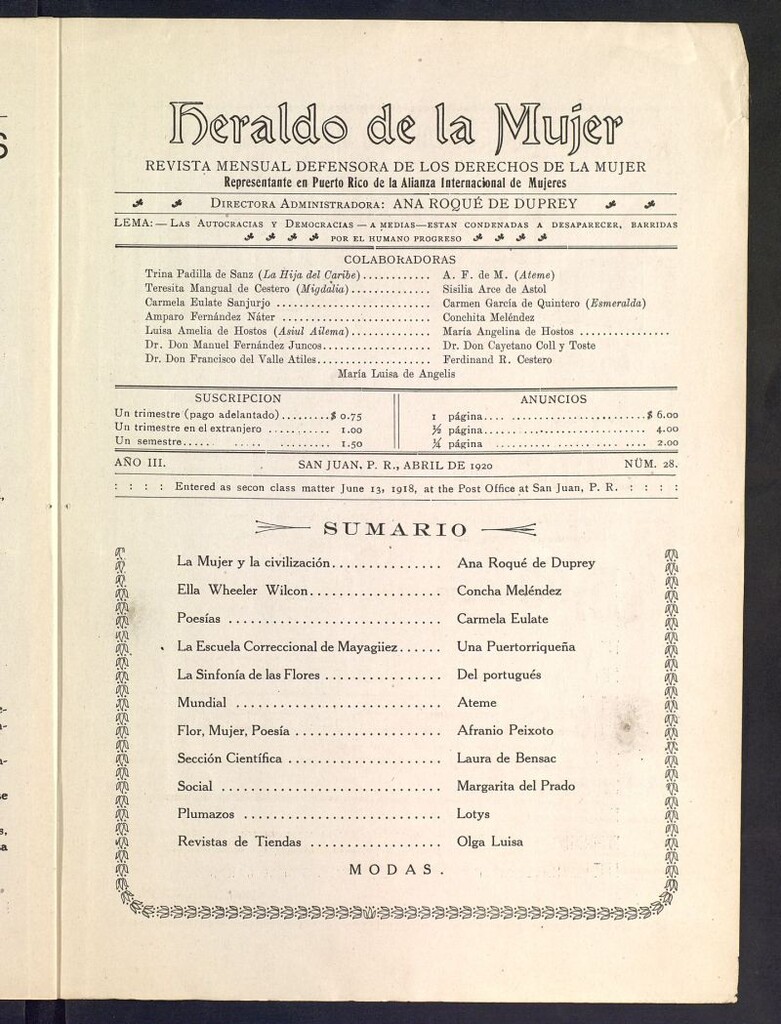 Heraldo de la Mujer
REVISTA MENSUAL DEFENSORA DE LOS DERECHOS DE LA MUJER
Representante en Puerto Rico de la Alianza Internacional de Mujeres
DIRECTORA ADMINISTRADORA: ANA ROQUÉ DE DUPREY
LEMA:—LAS AUTOCRACIAS Y DEMOCRACIAS—A MEDIAS—ESTAN CONDENADAS A DESAPARECER, BARRIDAS
POR EL HUMANO PROGRESO
COLABORADORAS
Trina Padilla de Sanz (La Hija del Caribe)............ A. F. de M. (Ateme)
Teresita Mangual de Cestero (Migdalia).............. Sisilia Arce de Astol
Carmela Eulate Sanjurjo ........................... Carmen García de Quintero (Esmeralda)
Amparo Fernández Náter ........................... Conchita Meléndez
Luisa Amelia de Hostos (Asiul Ailema).............. María Angelina de Hostos ................
Dr. Don Manuel Fernández Juncos................... Dr. Don Cayetano Coll y Toste
Dr. Don Francisco del Valle Atiles.................... Ferdinand R. Cestero
María Luisa de Angelis
SUSCRIPCION
Un trimestre (pago adelantado)........$ 0.75
Un trimestre en el extranjero ............ 1.00
Un semestre..... ..... ............ 1.50
ANUNCIOS
1 página.... ...........................$ 6.00
½ página............................... 4.00
¼ página ............................ 2.00
AÑO III. SAN JUAN, P. R., ABRIL DE 1920 NÚM. 28.
: : : : Entered as secon class matter June 13, 1918, at the Post Office at San Juan, P. R. : : : :
SUMARIO
La Mujer y la civilización............... Ana Roqué de Duprey
Ella Wheeler Wilcon.................. Concha Meléndez
Poesías ............................. Carmela Eulate
La Escuela Correccional de Mayagüez...... Una Puertorriqueña
La Sinfonía de las Flores ................ Del portugués
Mundial ............................ Ateme
Flor, Mujer, Poesía .................... Afranio Peixoto
Sección Científica ..................... Laura de Bensac
Social .............................. Margarita del Prado
Plumazos ........................... Lotys
Revistas de Tiendas .................. Olga Luisa
MODAS.